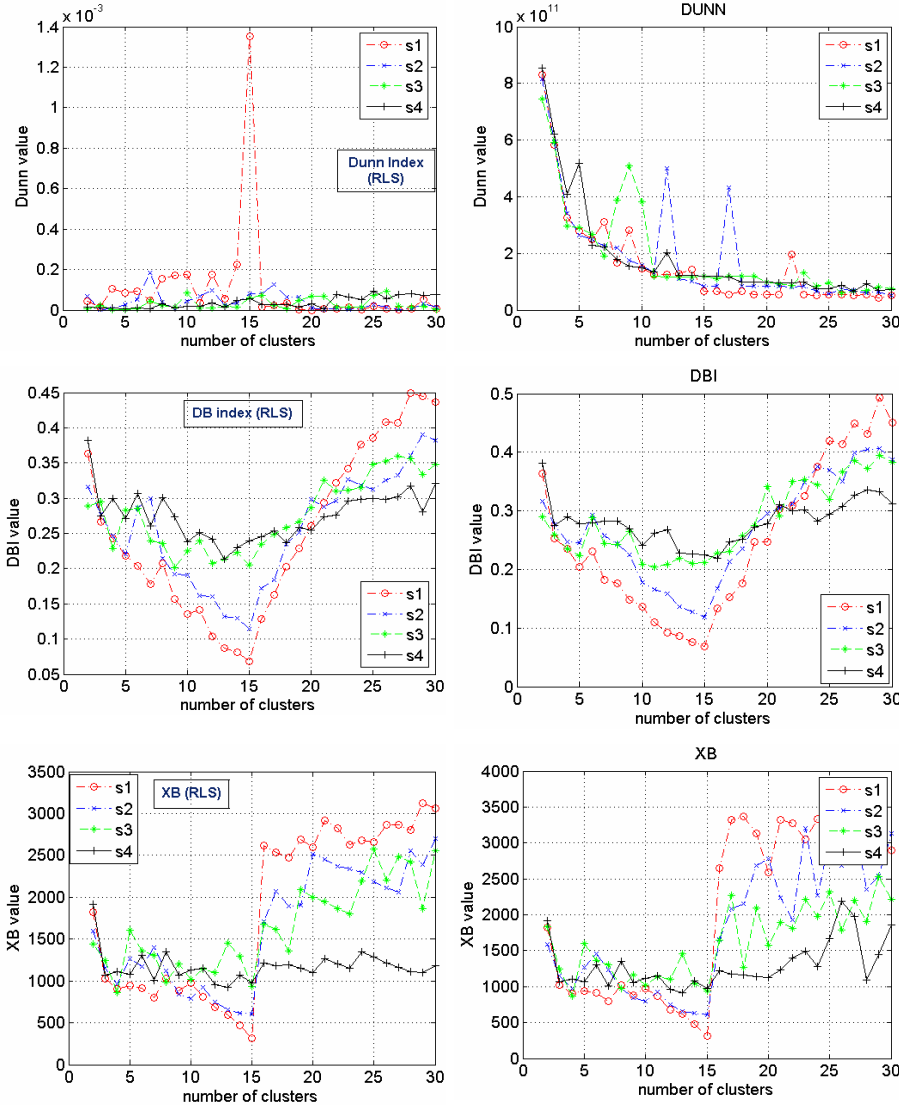 x 10⁻³
1.4
1.2
1
0.8
0.6
0.4
0.2
0
0 5 10 15 20 25 30
number of clusters
Dunn value
s1
s2
s3
s4
Dunn Index
(RLS)
DUNN
x 10¹¹
10
8
6
4
2
0
0 5 10 15 20 25 30
number of clusters
Dunn value
s1
s2
s3
s4
DB index (RLS)
0.45
0.4
0.35
0.3
0.25
0.2
0.15
0.1
0.05
0 5 10 15 20 25 30
number of clusters
DBI value
s1
s2
s3
s4
DBI
0.5
0.4
0.3
0.2
0.1
0
0 5 10 15 20 25 30
number of clusters
DBI value
s1
s2
s3
s4
XB (RLS)
3500
3000
2500
2000
1500
1000
500
0
0 5 10 15 20 25 30
number of clusters
XB value
s1
s2
s3
s4
XB
4000
3500
3000
2500
2000
1500
1000
500
0
0 5 10 15 20 25 30
number of clusters
XB value
s1
s2
s3
s4